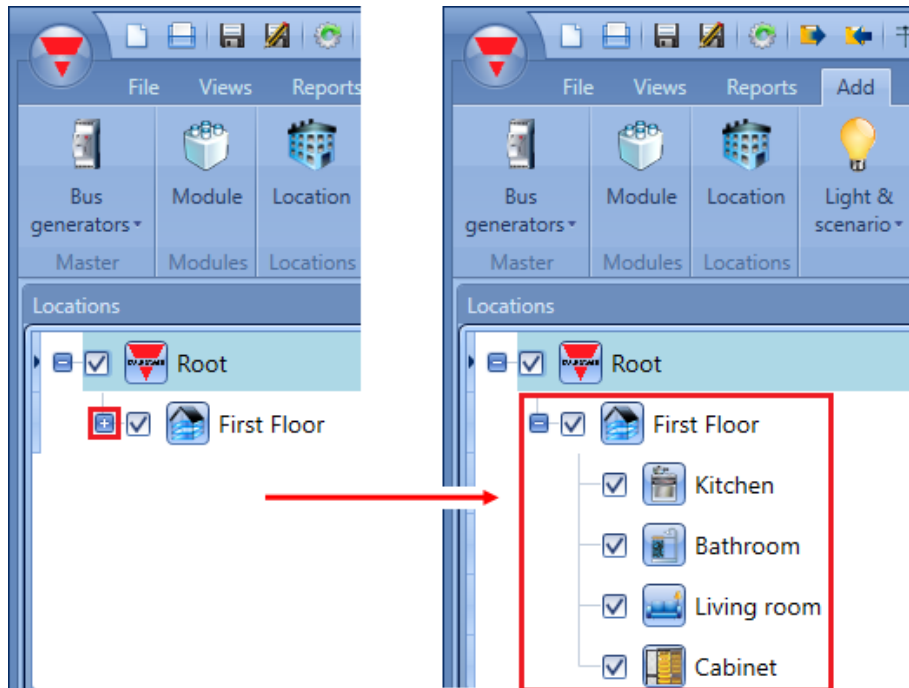 File Views Reports
Bus generators
Module
Location
Master Modules Locations
Locations
Root
First Floor
File Views Reports Add
Bus generators
Module
Location
Light & scenario
Master Modules Locations
Locations
Root
First Floor
Kitchen
Bathroom
Living room
Cabinet